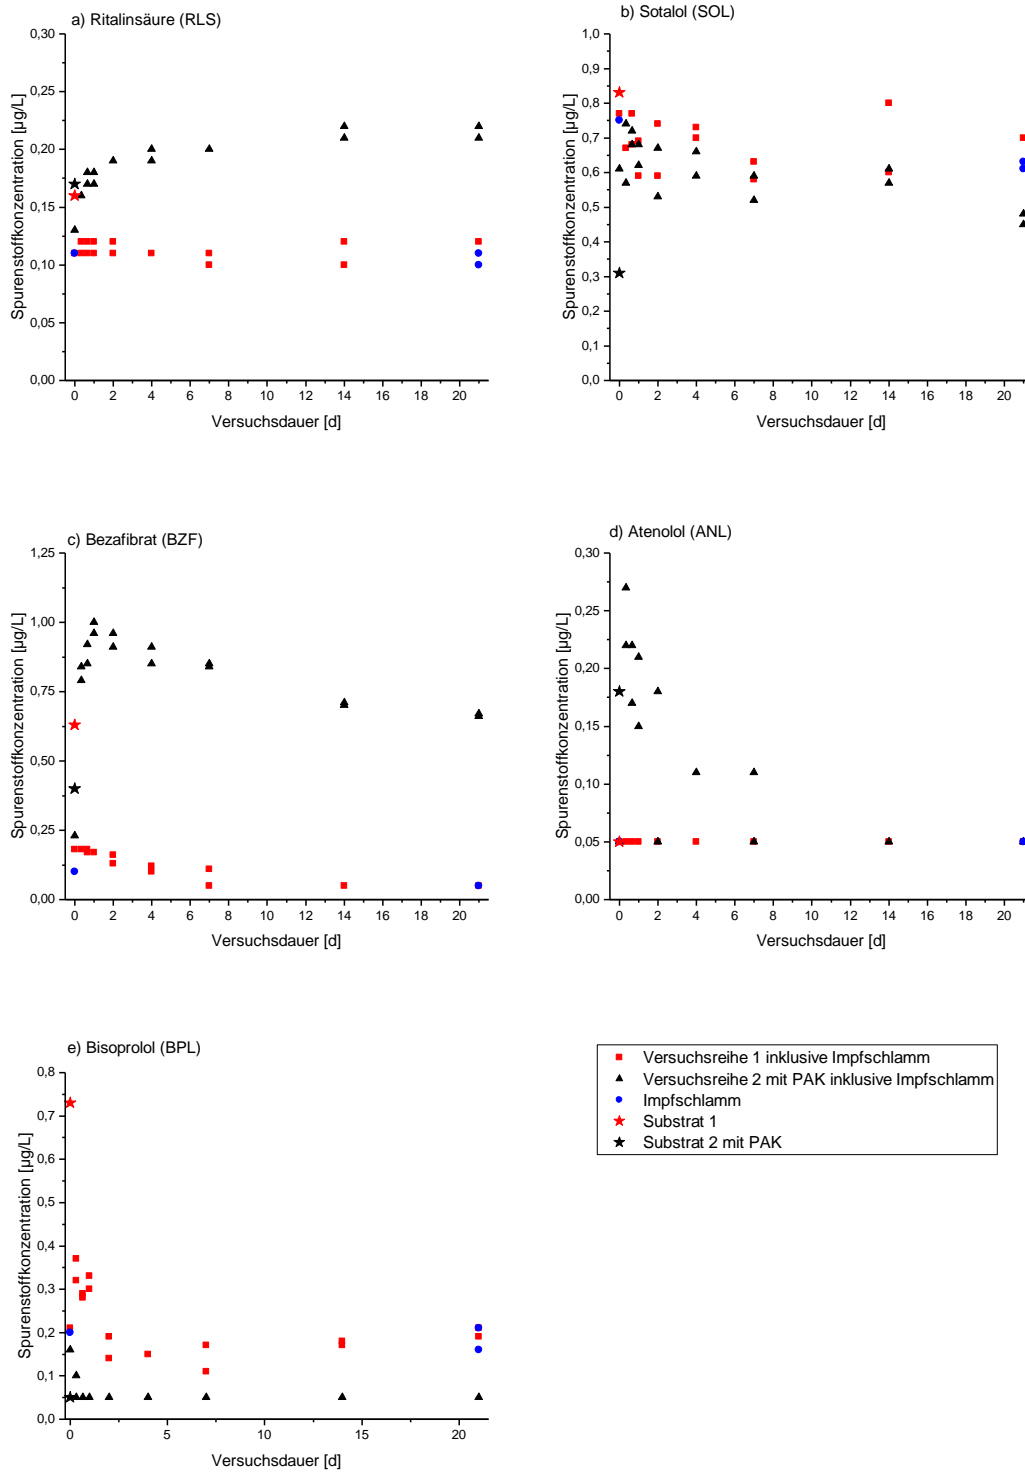 a) Ritalinsäure (RLS)
0,30
0,25
0,20
0,15
0,10
0,05
0,00
Spurenstoffkonzentration [µg/L]
0 2 4 6 8 10 12 14 16 18 20
Versuchsdauer [d]
b) Sotalol (SOL)
1,0
0,9
0,8
0,7
0,6
0,5
0,4
0,3
0,2
0,1
0,0
Spurenstoffkonzentration [µg/L]
0 2 4 6 8 10 12 14 16 18 20
Versuchsdauer [d]
c) Bezafibrat (BZF)
1,25
1,00
0,75
0,50
0,25
0,00
Spurenstoffkonzentration [µg/L]
0 2 4 6 8 10 12 14 16 18 20
Versuchsdauer [d]
d) Atenolol (ANL)
0,30
0,25
0,20
0,15
0,10
0,05
0,00
Spurenstoffkonzentration [µg/L]
0 2 4 6 8 10 12 14 16 18 20
Versuchsdauer [d]
e) Bisoprolol (BPL)
0,8
0,7
0,6
0,5
0,4
0,3
0,2
0,1
0,0
Spurenstoffkonzentration [µg/L]
0 5 10 15 20
Versuchsdauer [d]
Versuchsreihe 1 inklusive Impfschlamm
Versuchsreihe 2 mit PAK inklusive Impfschlamm
Impfschlamm
Substrat 1
Substrat 2 mit PAK